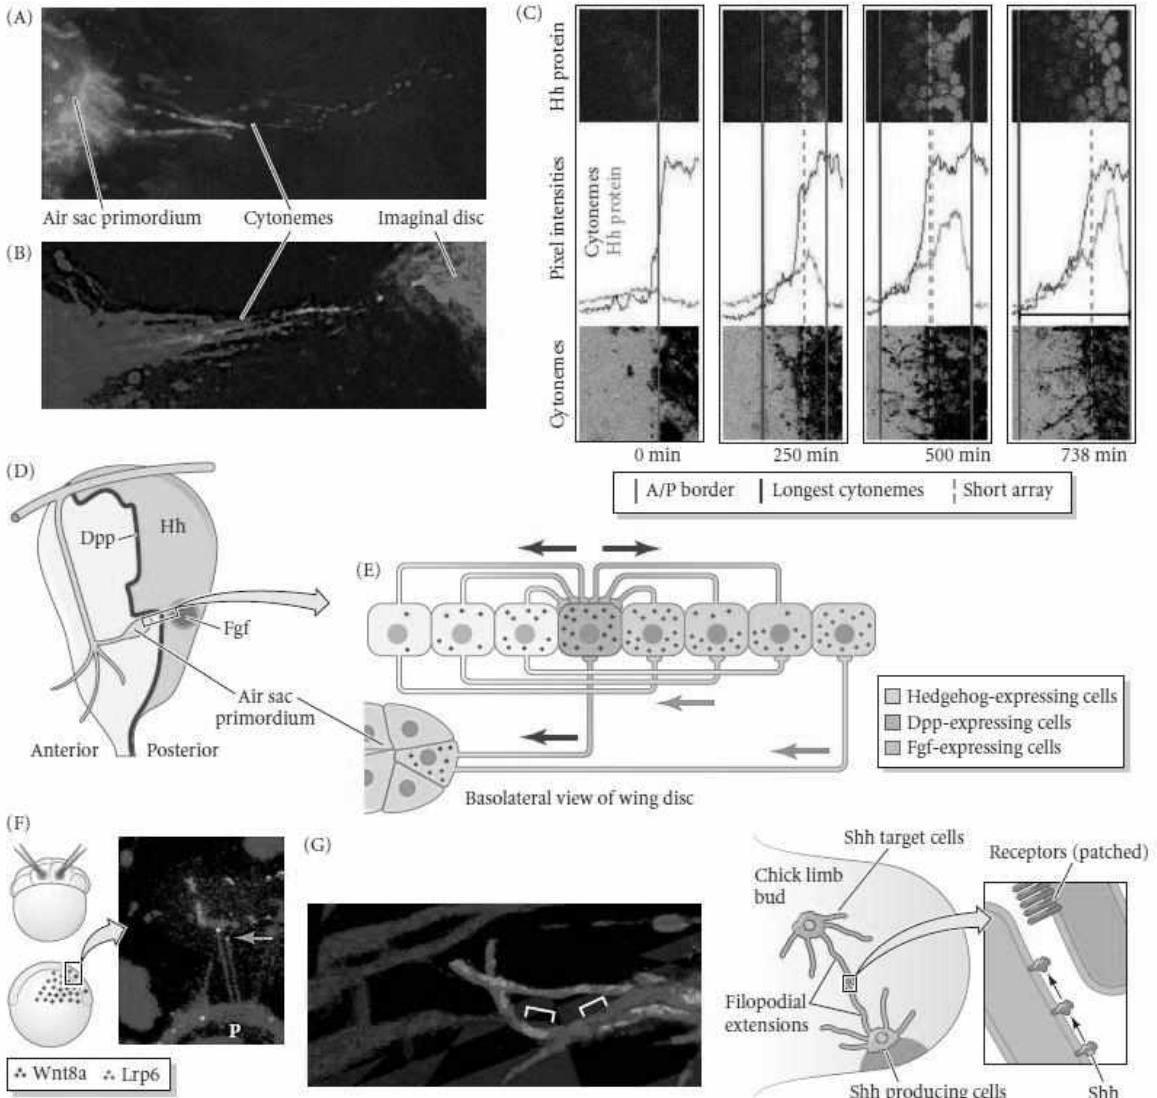 (A)
Air sac primordium
Cytonemes
Imaginal disc
(B)
(C)
Hh protein
Pixel intensities
Cytonemes
Hh protein
Cytonemes
0 min
250 min
500 min
738 min
A/P border
Longest cytonemes
Short array
(D)
Dpp
Hh
Fgf
Air sac
primordium
Anterior
Posterior
(E)
Basolateral view of wing disc
Hedgehog-expressing cells
Dpp-expressing cells
Fgf-expressing cells
(F)
P
Wnt8a
Lrp6
(G)
Shh target cells
Chick limb
bud
Filopodial
extensions
Shh producing cells
Receptors (patched)
Shh